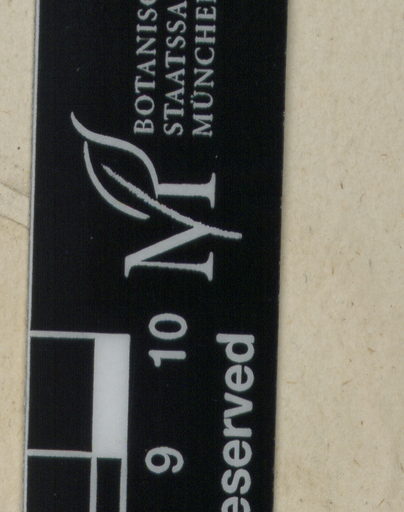 BOTANISC
STAATSSA
MÜNCHE
M
9 10
eserved